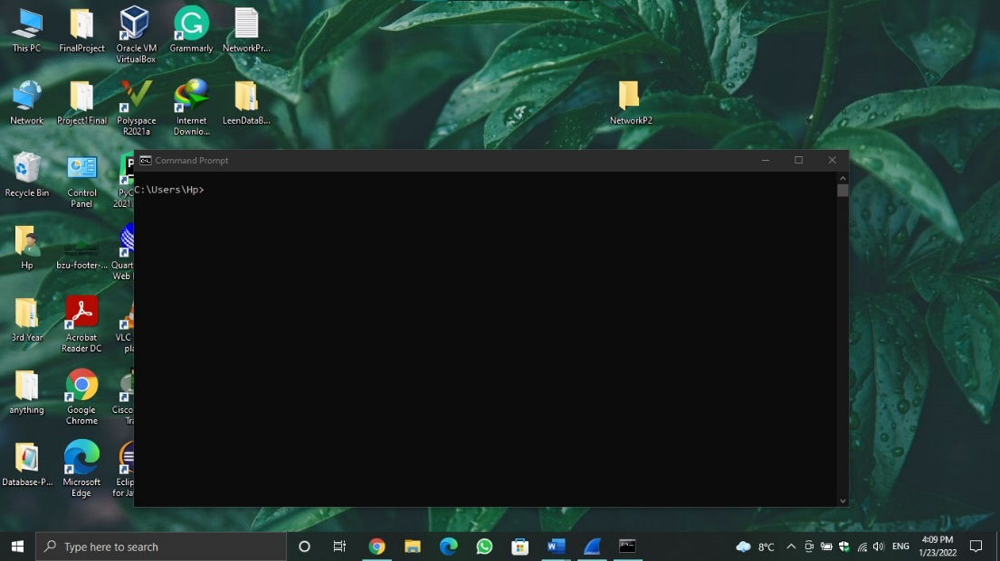 This PC
FinalProject
Oracle VM
VirtualBox
Grammarly
NetworkPr...
Network
Project1Final
Polyspace
R2021a
Internet
Downlo...
LeenDataB...
NetworkP2
Recycle Bin
Control
Panel
PyC
2021.
Command Prompt
C:\Users\Hp>
Hp
bzu-footer-...
Quart
Web
3rd Year
Acrobat
Reader DC
VLC
pla
anything
Google
Chrome
Cisco
Tra
Database-P...
Microsoft
Edge
Eclip
for Ja
Type here to search
8°C
ENG
4:09 PM
1/23/2022